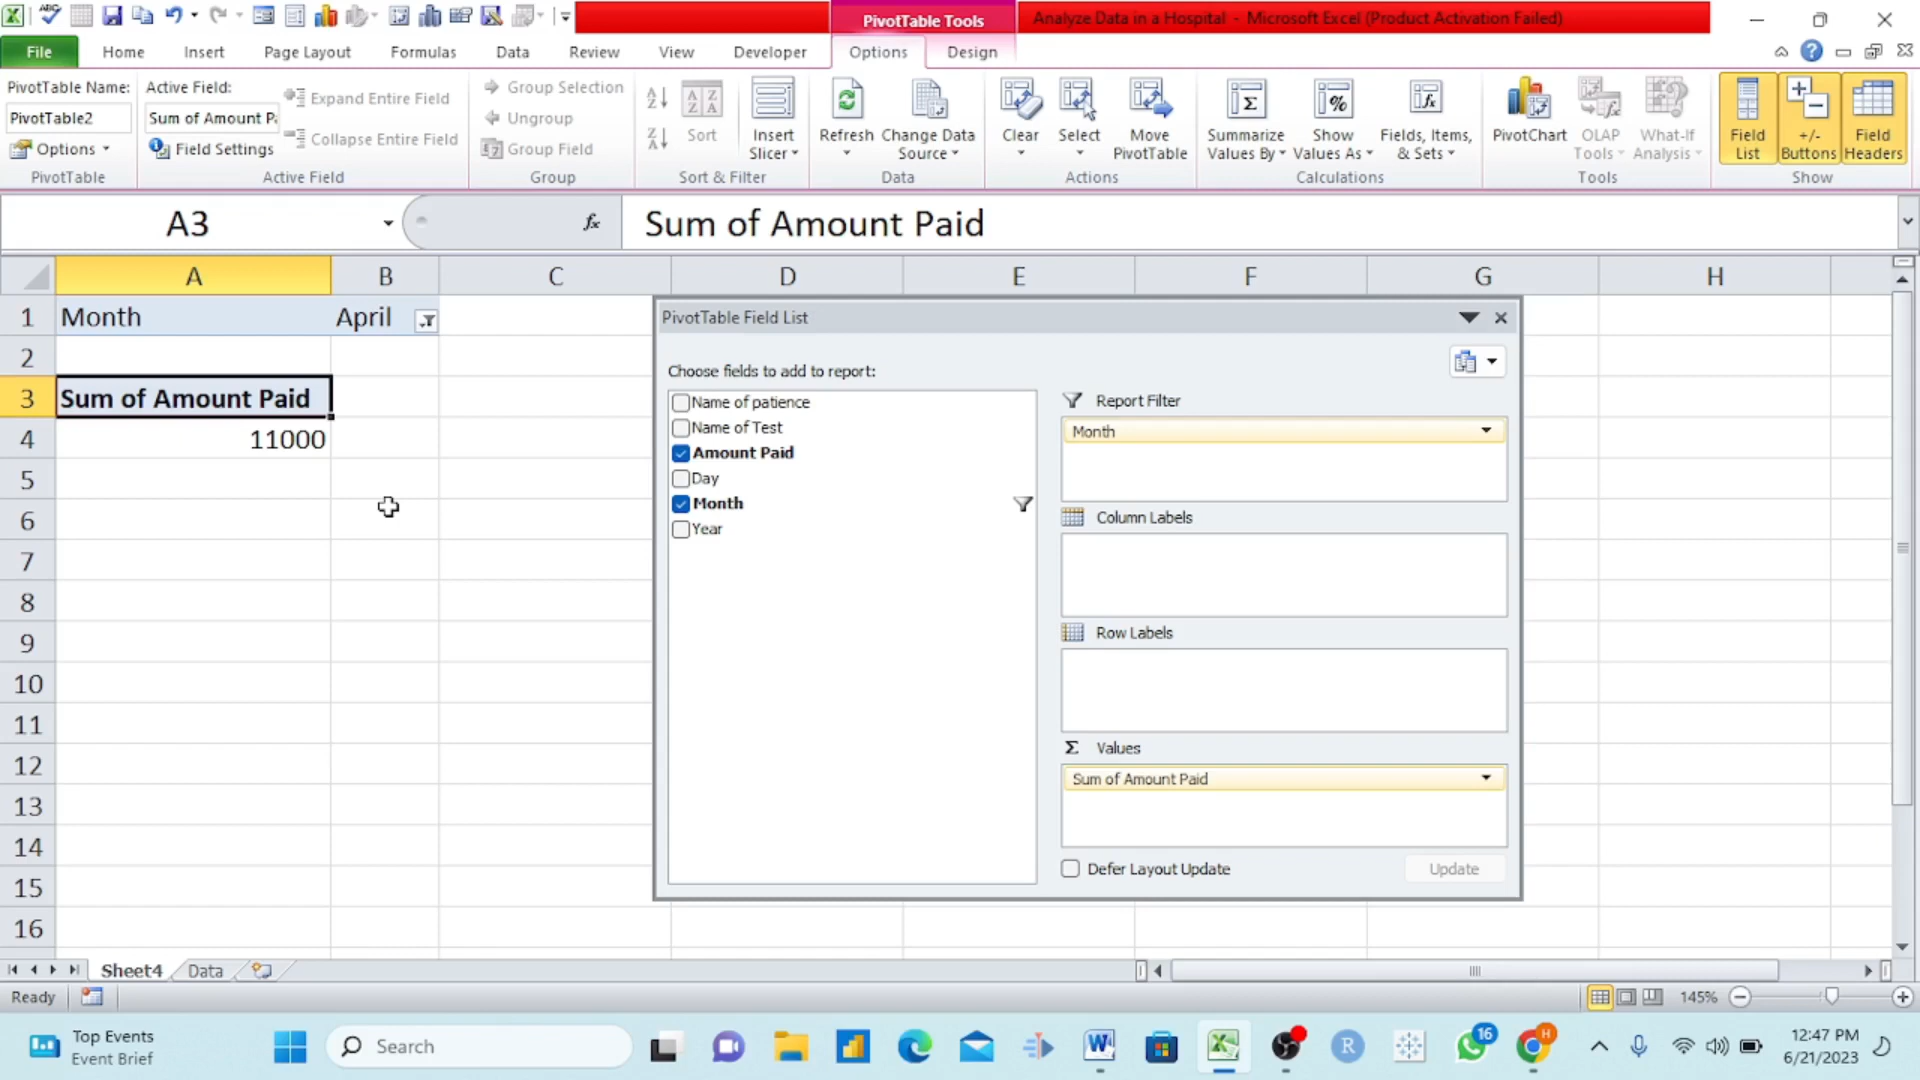 PivotTable Tools
Analyze Data in a Hospital - Microsoft Excel (Product Activation Failed)
File Home Insert Page Layout Formulas Data Review View Developer Options Design
PivotTable Name:
PivotTable2
Options
PivotTable
Active Field:
Sum of Amount Pa
Field Settings
Expand Entire Field
Collapse Entire Field
Active Field
Group Selection
Ungroup
Group Field
Group
Sort
Insert Slicer
Sort & Filter
Refresh
Change Data Source
Data
Clear
Select
Move PivotTable
Actions
Summarize Values By
Show Values As
Fields, Items, & Sets
Calculations
PivotChart
OLAP Tools
What-If Analysis
Tools
Field List
+/- Buttons
Field Headers
Show
A3
fx
Sum of Amount Paid
A B C D E F G H
1 Month April
2
3 Sum of Amount Paid
4 11000
5
6
7
8
9
10
11
12
13
14
15
16
PivotTable Field List
Choose fields to add to report:
Name of patience
Name of Test
Amount Paid
Day
Month
Year
Report Filter
Month
Column Labels
Row Labels
Σ Values
Sum of Amount Paid
Defer Layout Update
Update
Sheet4 Data
Ready
145%
Top Events
Event Brief
Search
16
H
12:47 PM
6/21/2023